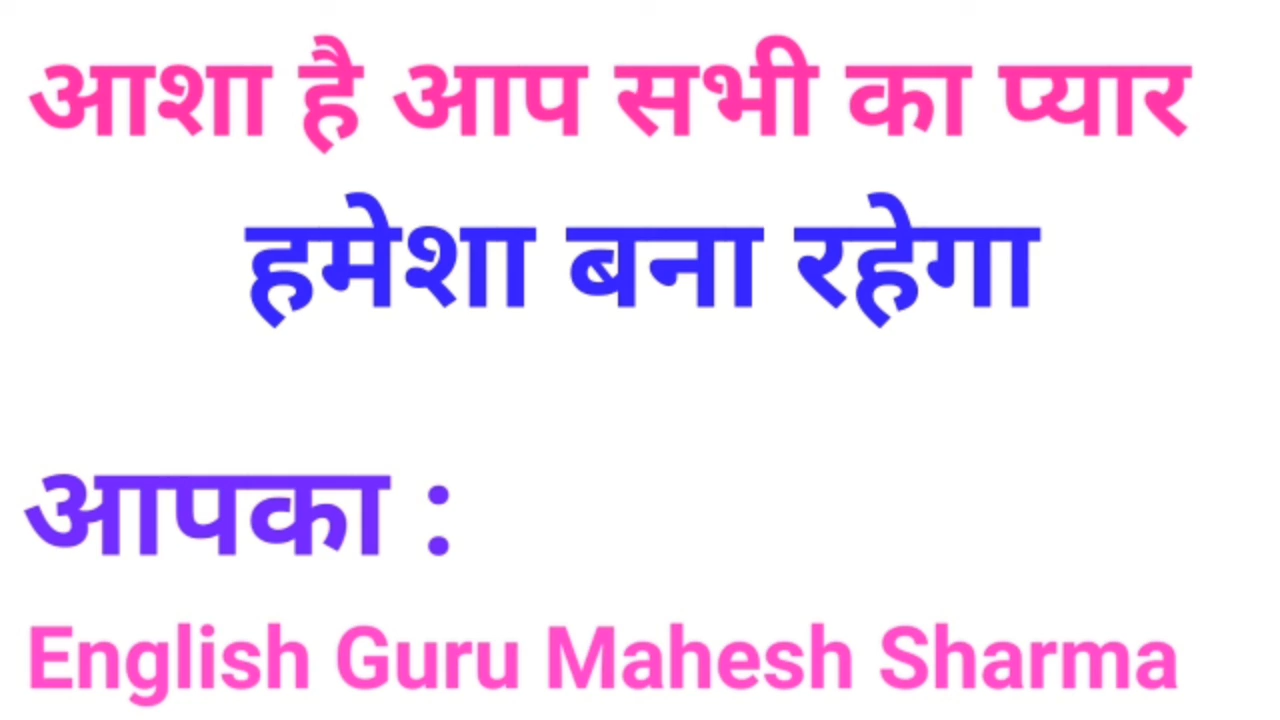 आशा है आप सभी का प्यार
हमेशा बना रहेगा
आपका :
English Guru Mahesh Sharma